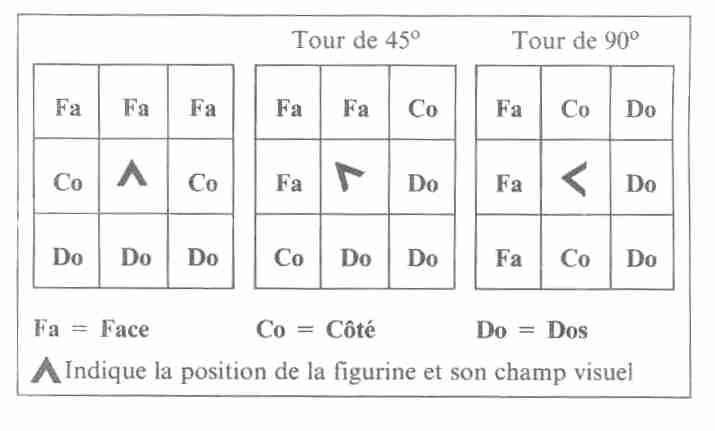 Tour de 45° Tour de 90°
Fa Fa Fa Fa Fa Co Fa Co Do
Co Co Fa Do Fa Do
Do Do Do Co Do Do Fa Co Do
Fa = Face Co = Côté Do = Dos
Indique la position de la figurine et son champ visuel